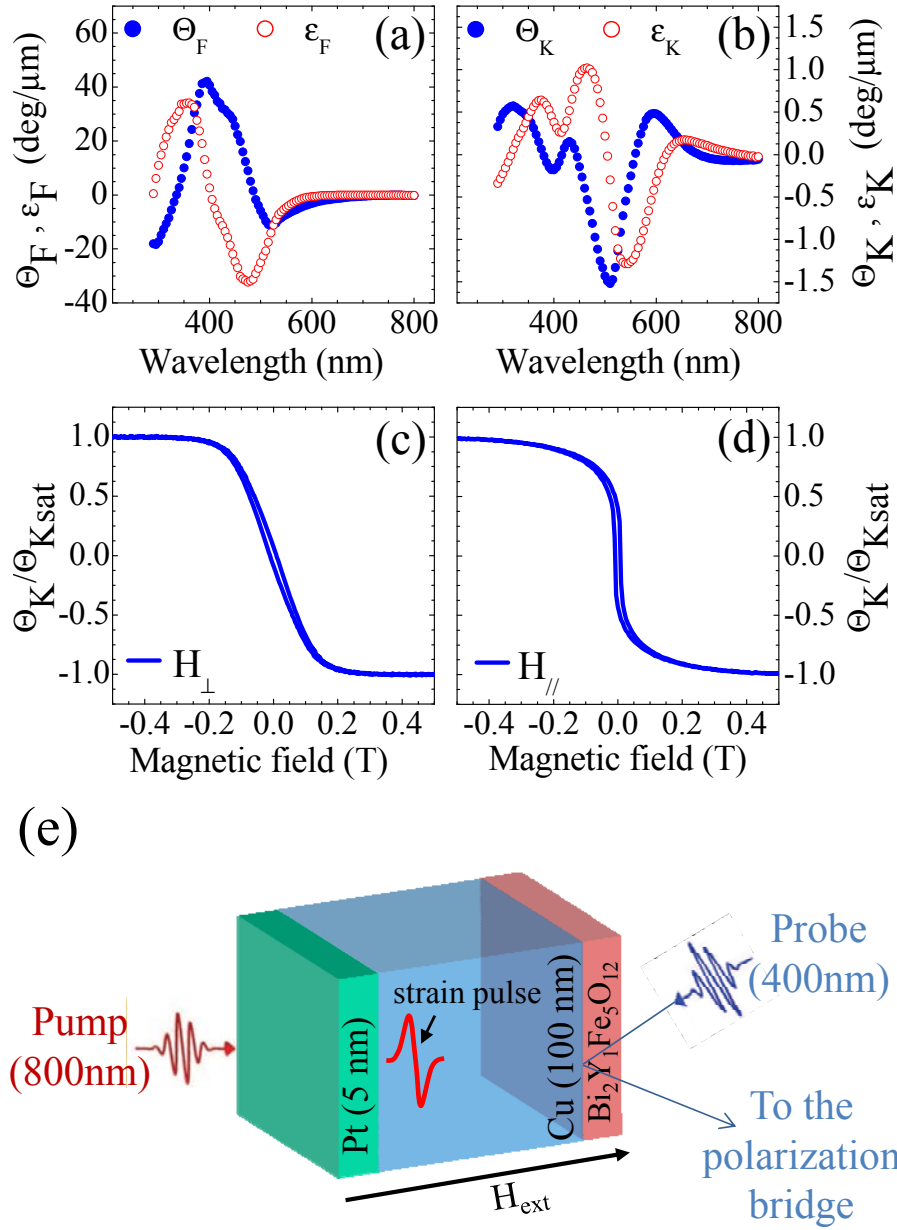 Θ_F ε_F (a)
60
40
20
0
-20
-40
Θ_F , ε_F (deg/μm)
400 600 800
Wavelength (nm)
Θ_K ε_K (b)
1.5
1.0
0.5
0.0
-0.5
-1.0
-1.5
Θ_K , ε_K (deg/μm)
400 600 800
Wavelength (nm)
(c)
1.0
0.5
0.0
-0.5
-1.0
Θ_K/Θ_Ksat
H_⊥
-0.4 -0.2 0.0 0.2 0.4
Magnetic field (T)
(d)
1.0
0.5
0.0
-0.5
-1.0
Θ_K/Θ_Ksat
H_//
-0.4 -0.2 0.0 0.2 0.4
Magnetic field (T)
(e)
Pump
(800nm)
Pt (5 nm)
strain pulse
Cu (100 nm)
Bi₂Y₁Fe₅O₁₂
Probe
(400nm)
To the
polarization
bridge
H_ext